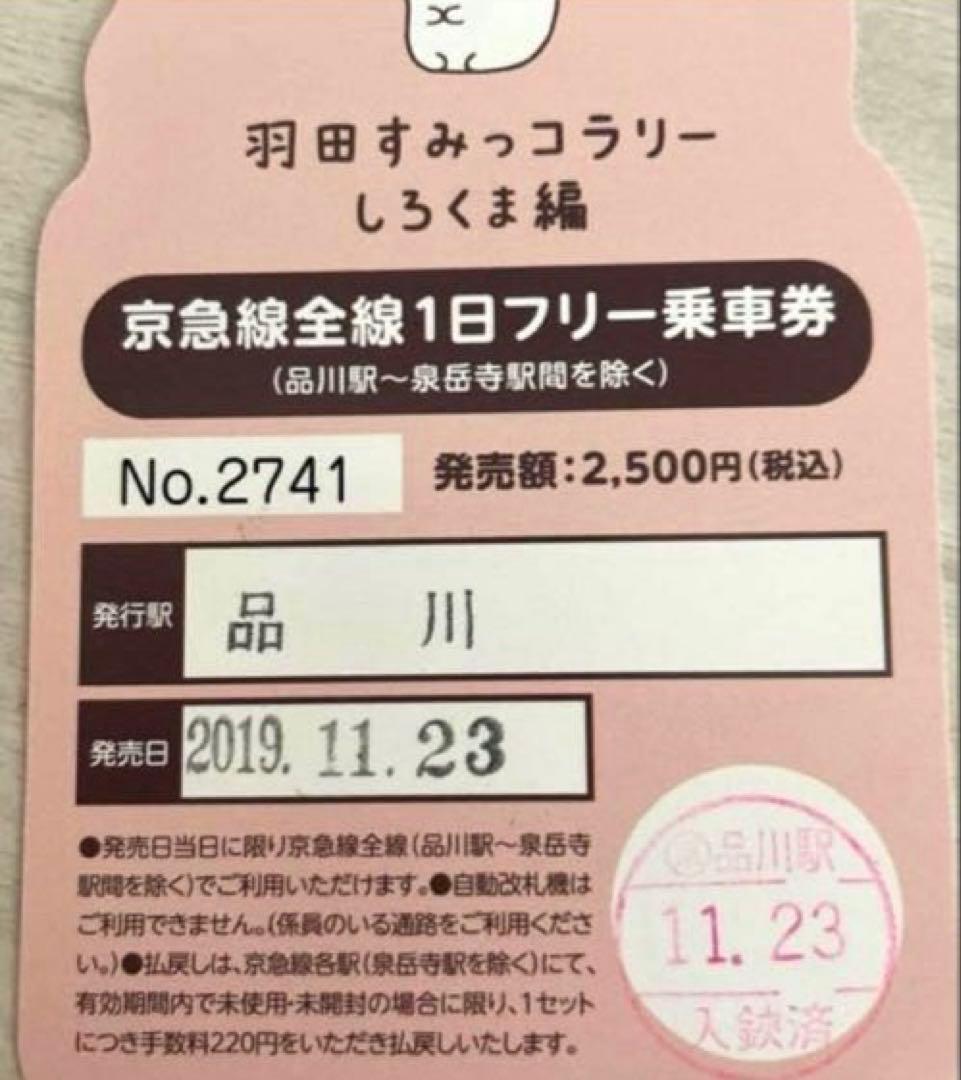 羽田すみっコラリー
しろくま編
京急線全線1日フリー乗車券
(品川駅～泉岳寺駅間を除く)
No.2741 発売額:2,500円(税込)
発行駅 品 川
発売日 2019. 11. 23
●発売日当日に限り京急線全線(品川駅～泉岳寺
駅間を除く)でご利用いただけます。●自動改札機は
ご利用できません。(係員のいる通路をご利用くださ
い。)●払戻しは、京急線各駅(泉岳寺駅を除く)にて、
有効期間内で未使用・未開封の場合に限り、1セット
につき手数料220円をいただき払戻しいたします。
品川駅
11. 23
入鋏済